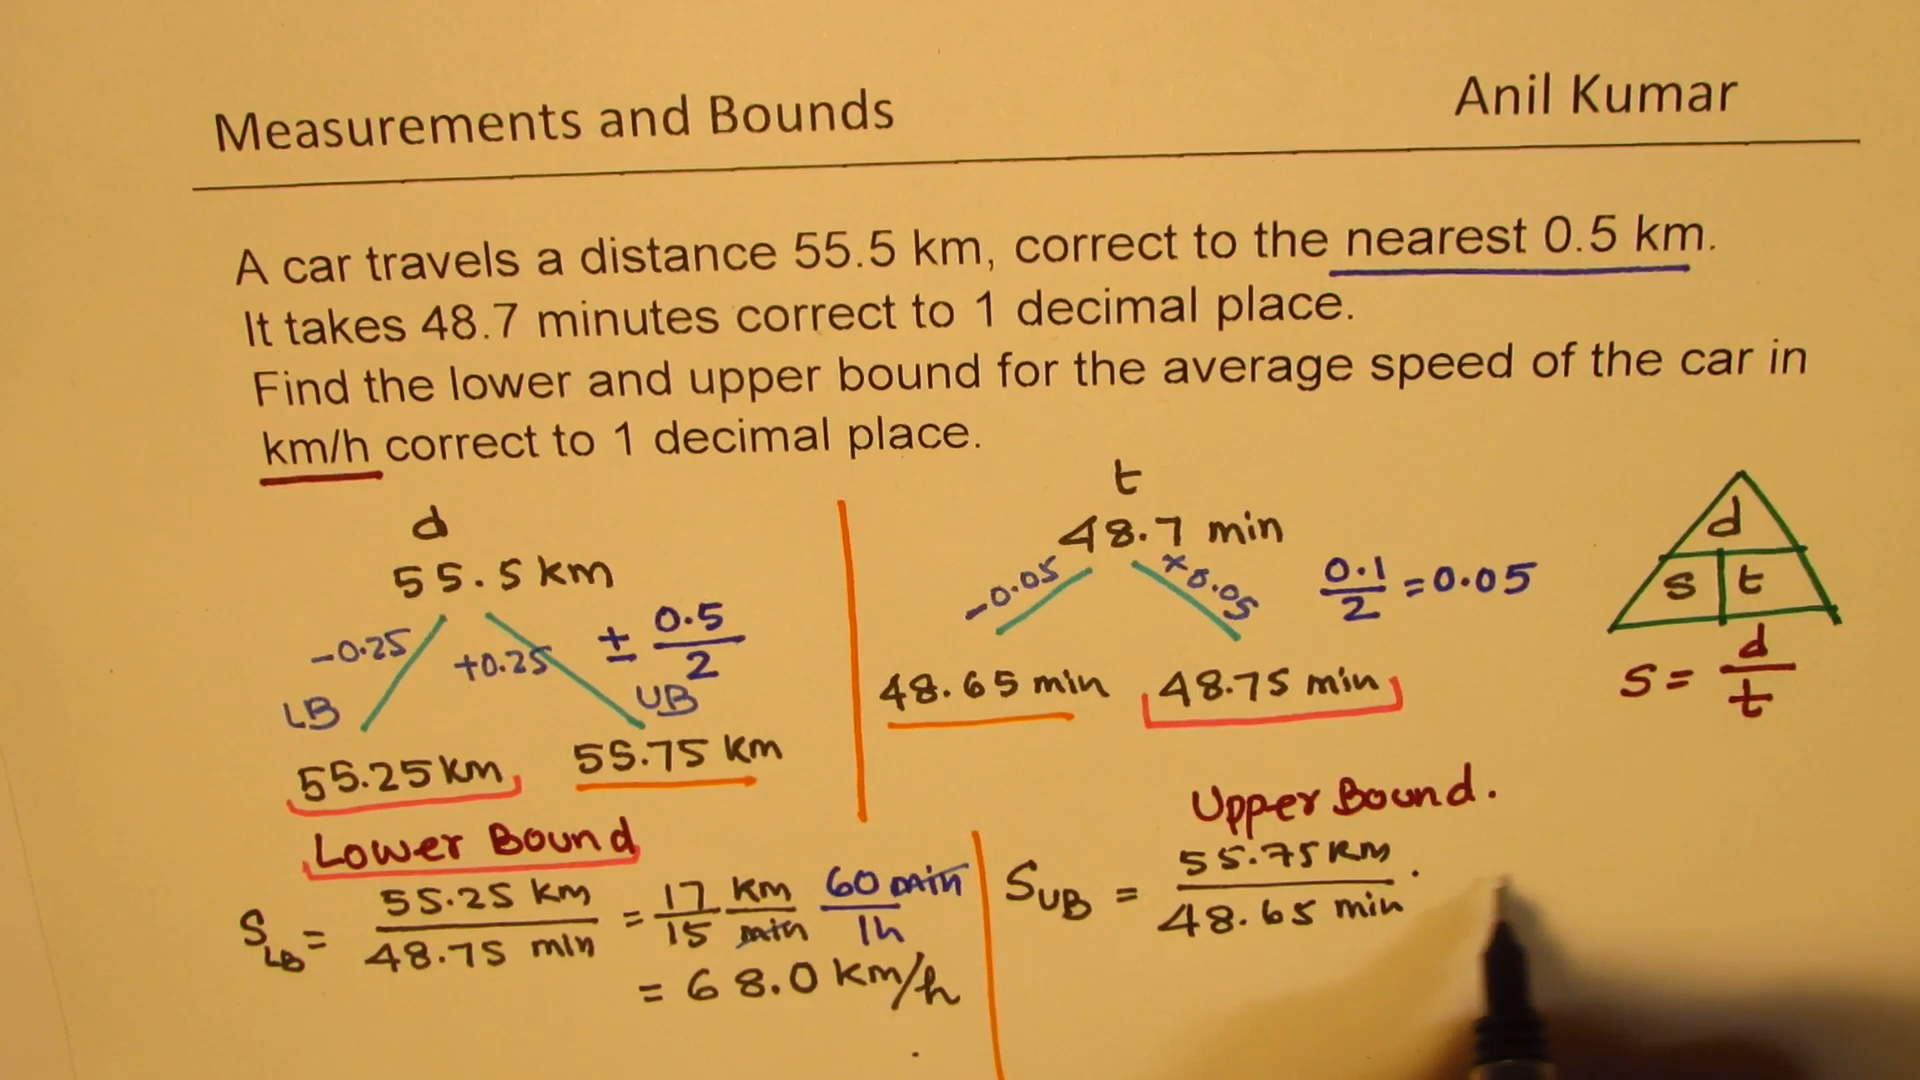 Measurements and Bounds
Anil Kumar
A car travels a distance 55.5 km, correct to the nearest 0.5 km.
It takes 48.7 minutes correct to 1 decimal place.
Find the lower and upper bound for the average speed of the car in
km/h correct to 1 decimal place.
d
55.5 km
-0.25
+0.25
± 0.5/2
LB
UB
55.25 km
55.75 km
t
48.7 min
-0.05
+0.05
0.1/2 = 0.05
48.65 min
48.75 min
d
s t
S = d/t
Lower Bound
S_LB = 55.25 km / 48.75 min = 17/15 km/min 60 min/1h
= 68.0 km/h
Upper Bound.
S_UB = 55.75 km / 48.65 min .